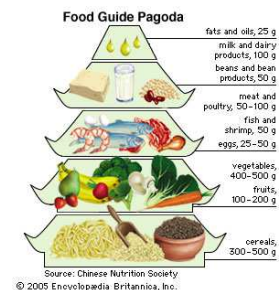 Food Guide Pagoda
fats and oils, 25 g
milk and dairy
products, 100 g
beans and bean
products, 50 g
meat and
poultry, 50–100 g
fish and
shrimp, 50 g
eggs, 25–50 g
vegetables,
400–500 g
fruits,
100–200 g
cereals,
300–500 g
Source: Chinese Nutrition Society
© 2005 Encyclopædia Britannica, Inc.